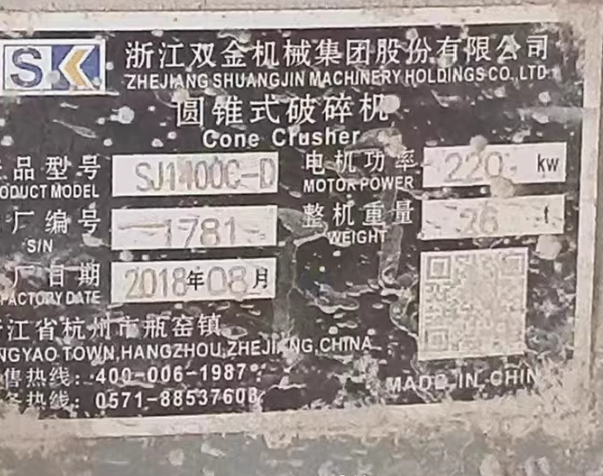 SK
浙江双金机械集团股份有限公司
ZHEJIANG SHUANGJIN MACHINERY HOLDINGS CO., LTD
圆锥式破碎机
Cone Crusher
品型号 SJ1400C-D 电机功率 220 kw
ODUCT MODEL MOTOR POWER
厂编号 1781 整机重量 26 t
S/N WEIGHT
厂日期 2018年08月
FACTORY DATE
江省杭州市瓶窑镇
NGYAO TOWN, HANGZHOU, ZHEJIANG, CHINA
售热线: 400-006-1987
务热线: 0571-88537608
MADE IN CHIN